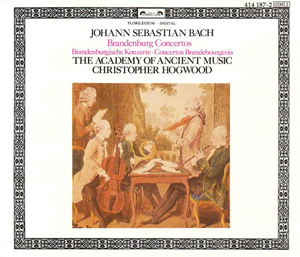 FLORILEGIUM · DIGITAL
414 187-2
JOHANN SEBASTIAN BACH
Brandenburg Concertos
Brandenburgische Konzerte · Concertos Brandebourgeois
THE ACADEMY OF ANCIENT MUSIC
CHRISTOPHER HOGWOOD